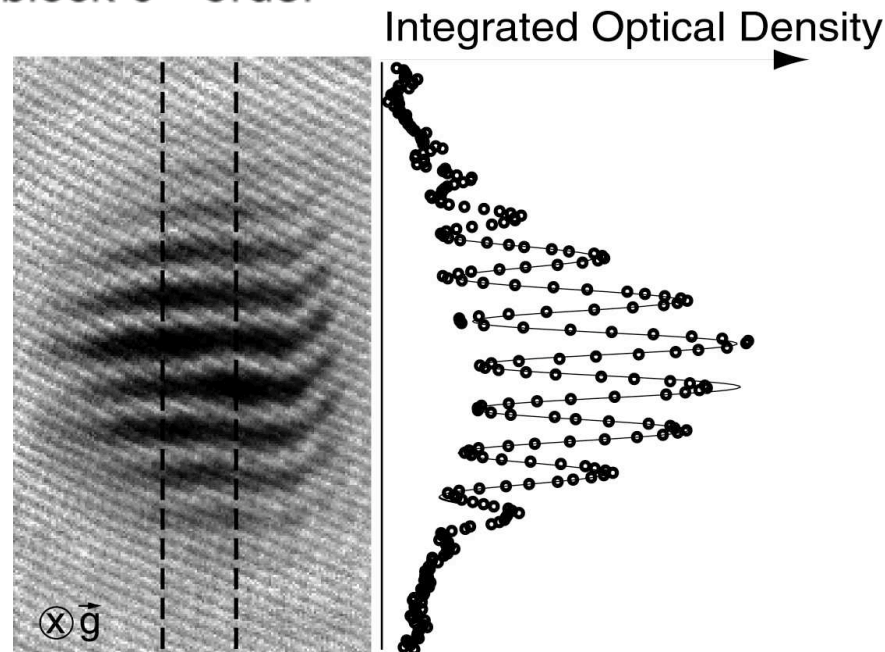 Integrated Optical Density
ⓧ g⃗